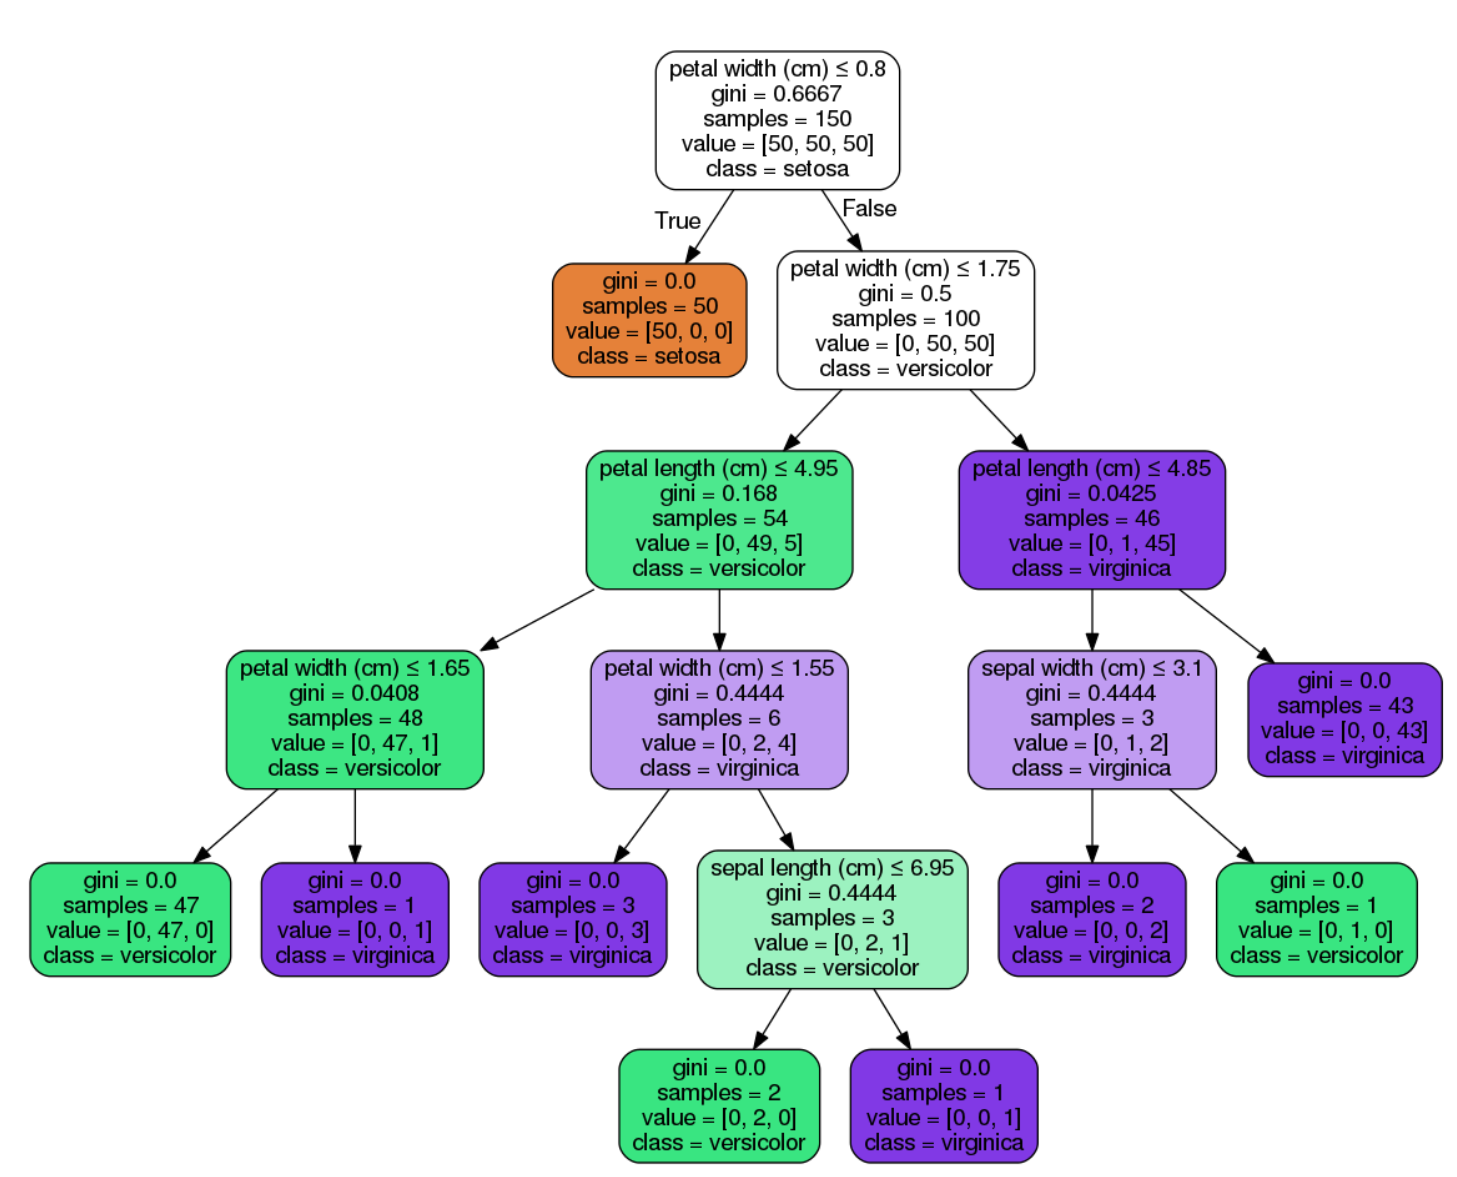 petal width (cm) ≤ 0.8
gini = 0.6667
samples = 150
value = [50, 50, 50]
class = setosa
True
False
gini = 0.0
samples = 50
value = [50, 0, 0]
class = setosa
petal width (cm) ≤ 1.75
gini = 0.5
samples = 100
value = [0, 50, 50]
class = versicolor
petal length (cm) ≤ 4.95
gini = 0.168
samples = 54
value = [0, 49, 5]
class = versicolor
petal length (cm) ≤ 4.85
gini = 0.0425
samples = 46
value = [0, 1, 45]
class = virginica
petal width (cm) ≤ 1.65
gini = 0.0408
samples = 48
value = [0, 47, 1]
class = versicolor
petal width (cm) ≤ 1.55
gini = 0.4444
samples = 6
value = [0, 2, 4]
class = virginica
sepal width (cm) ≤ 3.1
gini = 0.4444
samples = 3
value = [0, 1, 2]
class = virginica
gini = 0.0
samples = 43
value = [0, 0, 43]
class = virginica
gini = 0.0
samples = 47
value = [0, 47, 0]
class = versicolor
gini = 0.0
samples = 1
value = [0, 0, 1]
class = virginica
gini = 0.0
samples = 3
value = [0, 0, 3]
class = virginica
sepal length (cm) ≤ 6.95
gini = 0.4444
samples = 3
value = [0, 2, 1]
class = versicolor
gini = 0.0
samples = 2
value = [0, 0, 2]
class = virginica
gini = 0.0
samples = 1
value = [0, 1, 0]
class = versicolor
gini = 0.0
samples = 2
value = [0, 2, 0]
class = versicolor
gini = 0.0
samples = 1
value = [0, 0, 1]
class = virginica